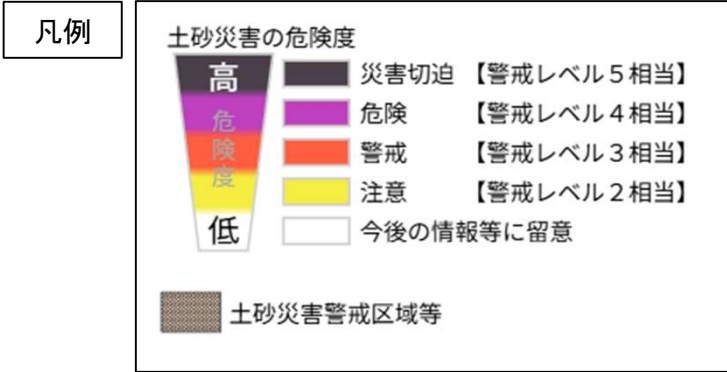 凡例
土砂災害の危険度
高
危険度
低
災害切迫 【警戒レベル５相当】
危険 【警戒レベル４相当】
警戒 【警戒レベル３相当】
注意 【警戒レベル２相当】
今後の情報等に留意
土砂災害警戒区域等